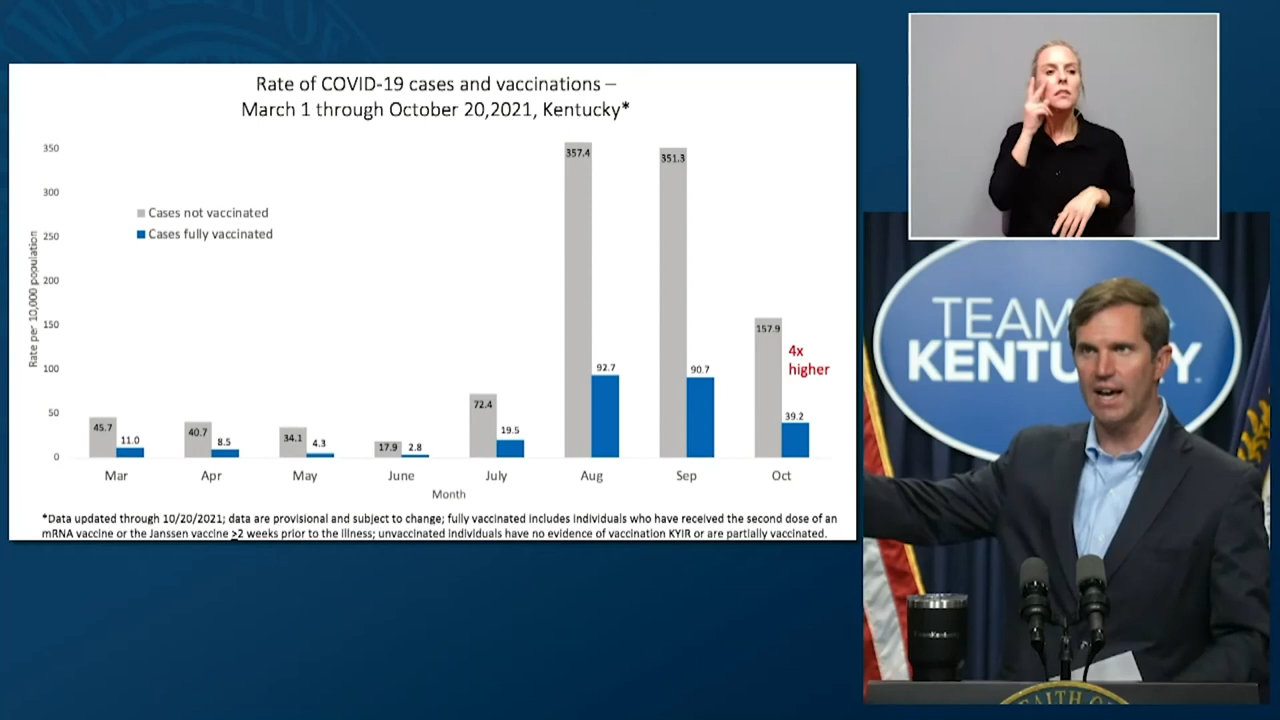 Rate of COVID-19 cases and vaccinations –
March 1 through October 20,2021, Kentucky*
350
300
250
200
150
100
50
0
Rate per 10,000 population
Cases not vaccinated
Cases fully vaccinated
45.7
11.0
40.7
8.5
34.1
4.3
17.9
2.8
72.4
19.5
357.4
92.7
351.3
90.7
157.9
39.2
4x
higher
Mar
Apr
May
June
July
Aug
Sep
Oct
Month
*Data updated through 10/20/2021; data are provisional and subject to change; fully vaccinated includes individuals who have received the second dose of an
mRNA vaccine or the Janssen vaccine ≥2 weeks prior to the illness; unvaccinated individuals have no evidence of vaccination KYIR or are partially vaccinated.
TEAM
KENTUCKY.